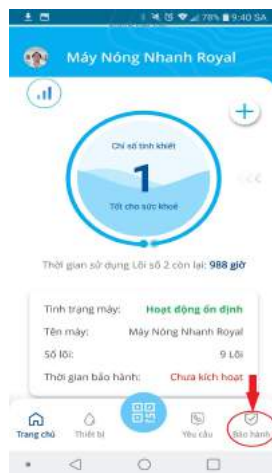 78% 9:40 SA
Máy Nóng Nhanh Royal
Chỉ số tinh khiết
1
Tốt cho sức khoẻ
Thời gian sử dụng Lõi số 2 còn lại: 988 giờ
Tình trạng máy: Hoạt động ổn định
Tên máy: Máy Nóng Nhanh Royal
Số lõi: 9 Lõi
Thời gian bảo hành: Chưa kích hoạt
Trang chủ Thiết bị Yêu cầu Bảo hành